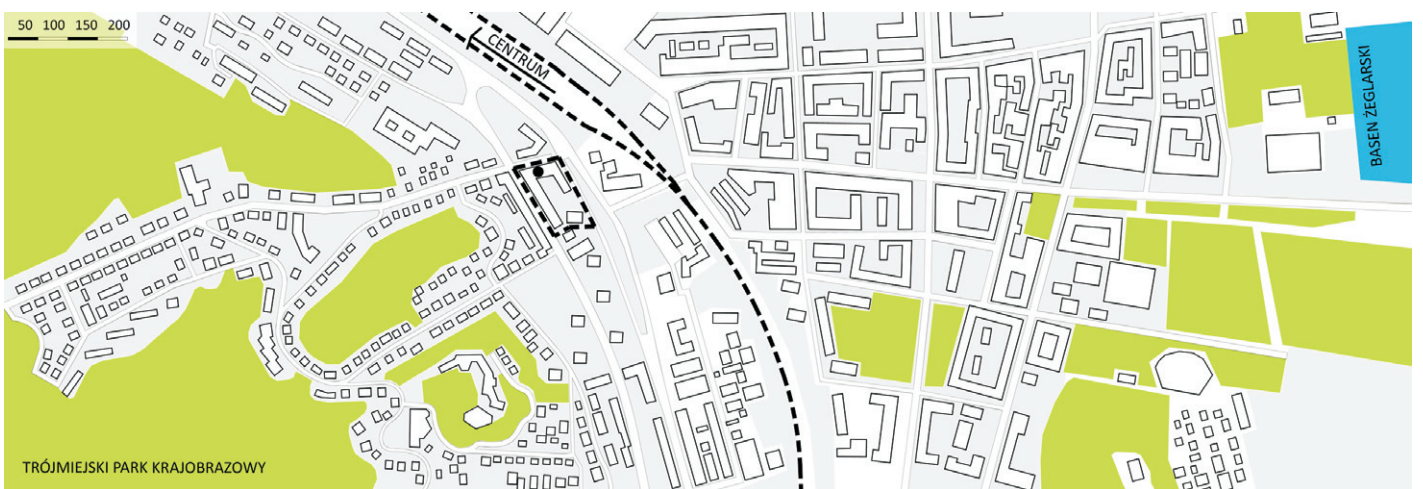 50 100 150 200
CENTRUM
BASEN ŻEGLARSKI
TRÓJMIEJSKI PARK KRAJOBRAZOWY